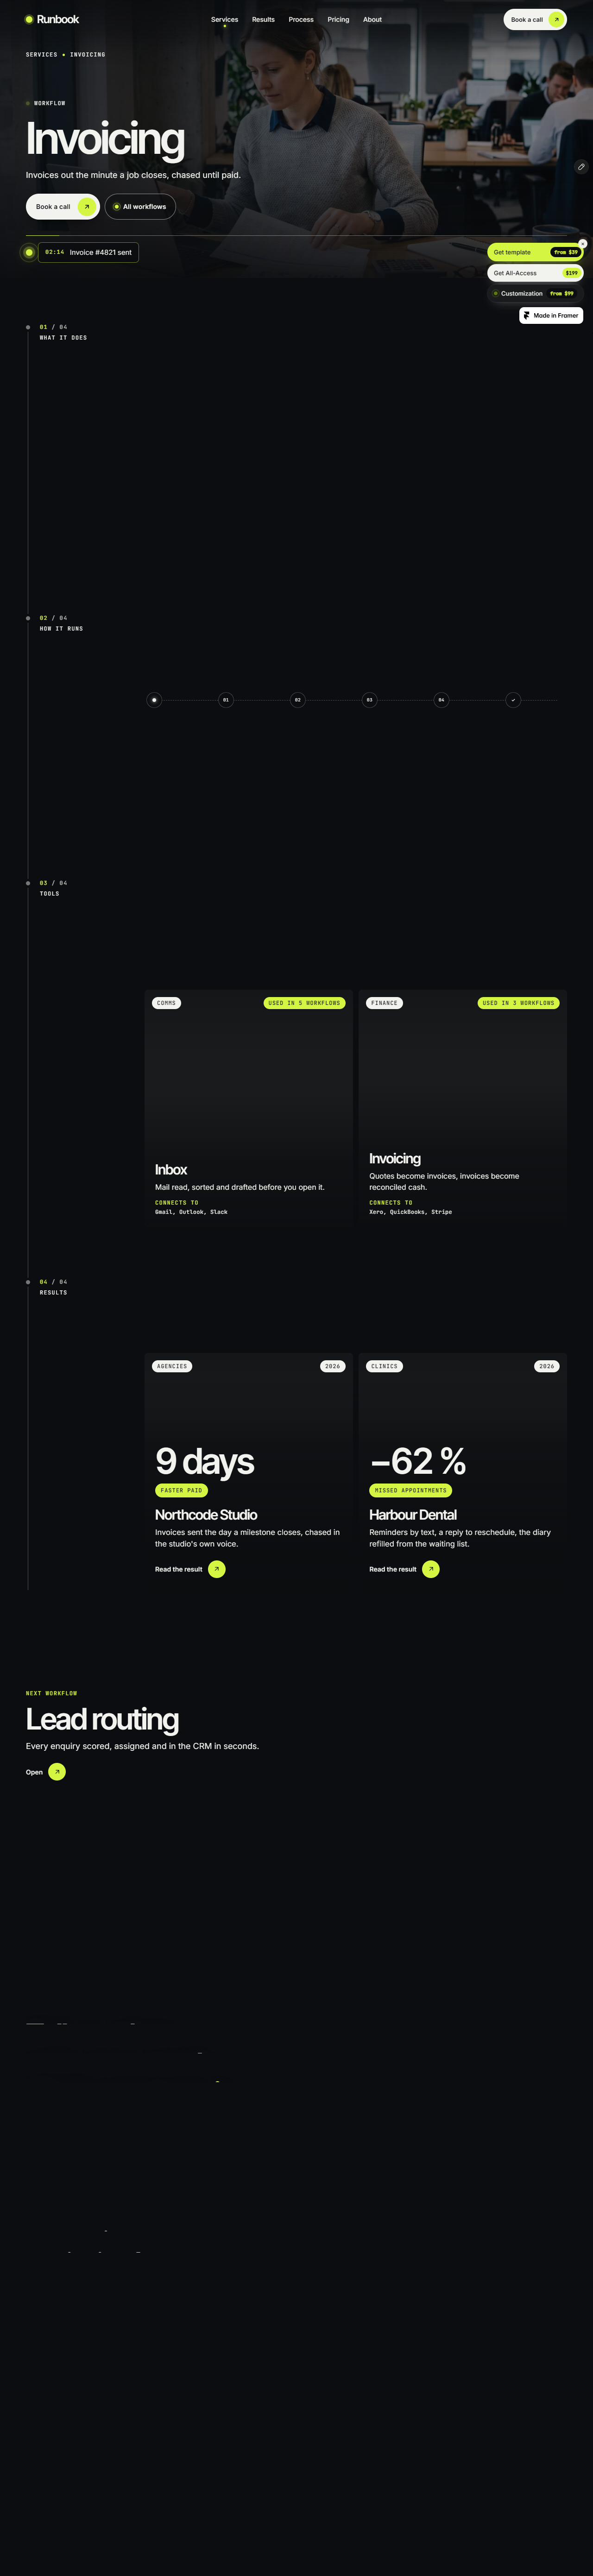 Runbook
Services
Results
Process
Pricing
About
Book a call
SERVICES • INVOICING
WORKFLOW
Invoicing
Invoices out the minute a job closes, chased until paid.
Book a call
All workflows
02:14 Invoice #4821 sent
Get template from $39
Get All-Access $199
Customization from $99
Made in Framer
01 / 04
WHAT IT DOES
02 / 04
HOW IT RUNS
01
02
03
04
03 / 04
TOOLS
COMMS
USED IN 5 WORKFLOWS
Inbox
Mail read, sorted and drafted before you open it.
CONNECTS TO
Gmail, Outlook, Slack
FINANCE
USED IN 3 WORKFLOWS
Invoicing
Quotes become invoices, invoices become
reconciled cash.
CONNECTS TO
Xero, QuickBooks, Stripe
04 / 04
RESULTS
AGENCIES
2026
9 days
FASTER PAID
Northcode Studio
Invoices sent the day a milestone closes, chased in
the studio's own voice.
Read the result
CLINICS
2026
−62 %
MISSED APPOINTMENTS
Harbour Dental
Reminders by text, a reply to reschedule, the diary
refilled from the waiting list.
Read the result
NEXT WORKFLOW
Lead routing
Every enquiry scored, assigned and in the CRM in seconds.
Open